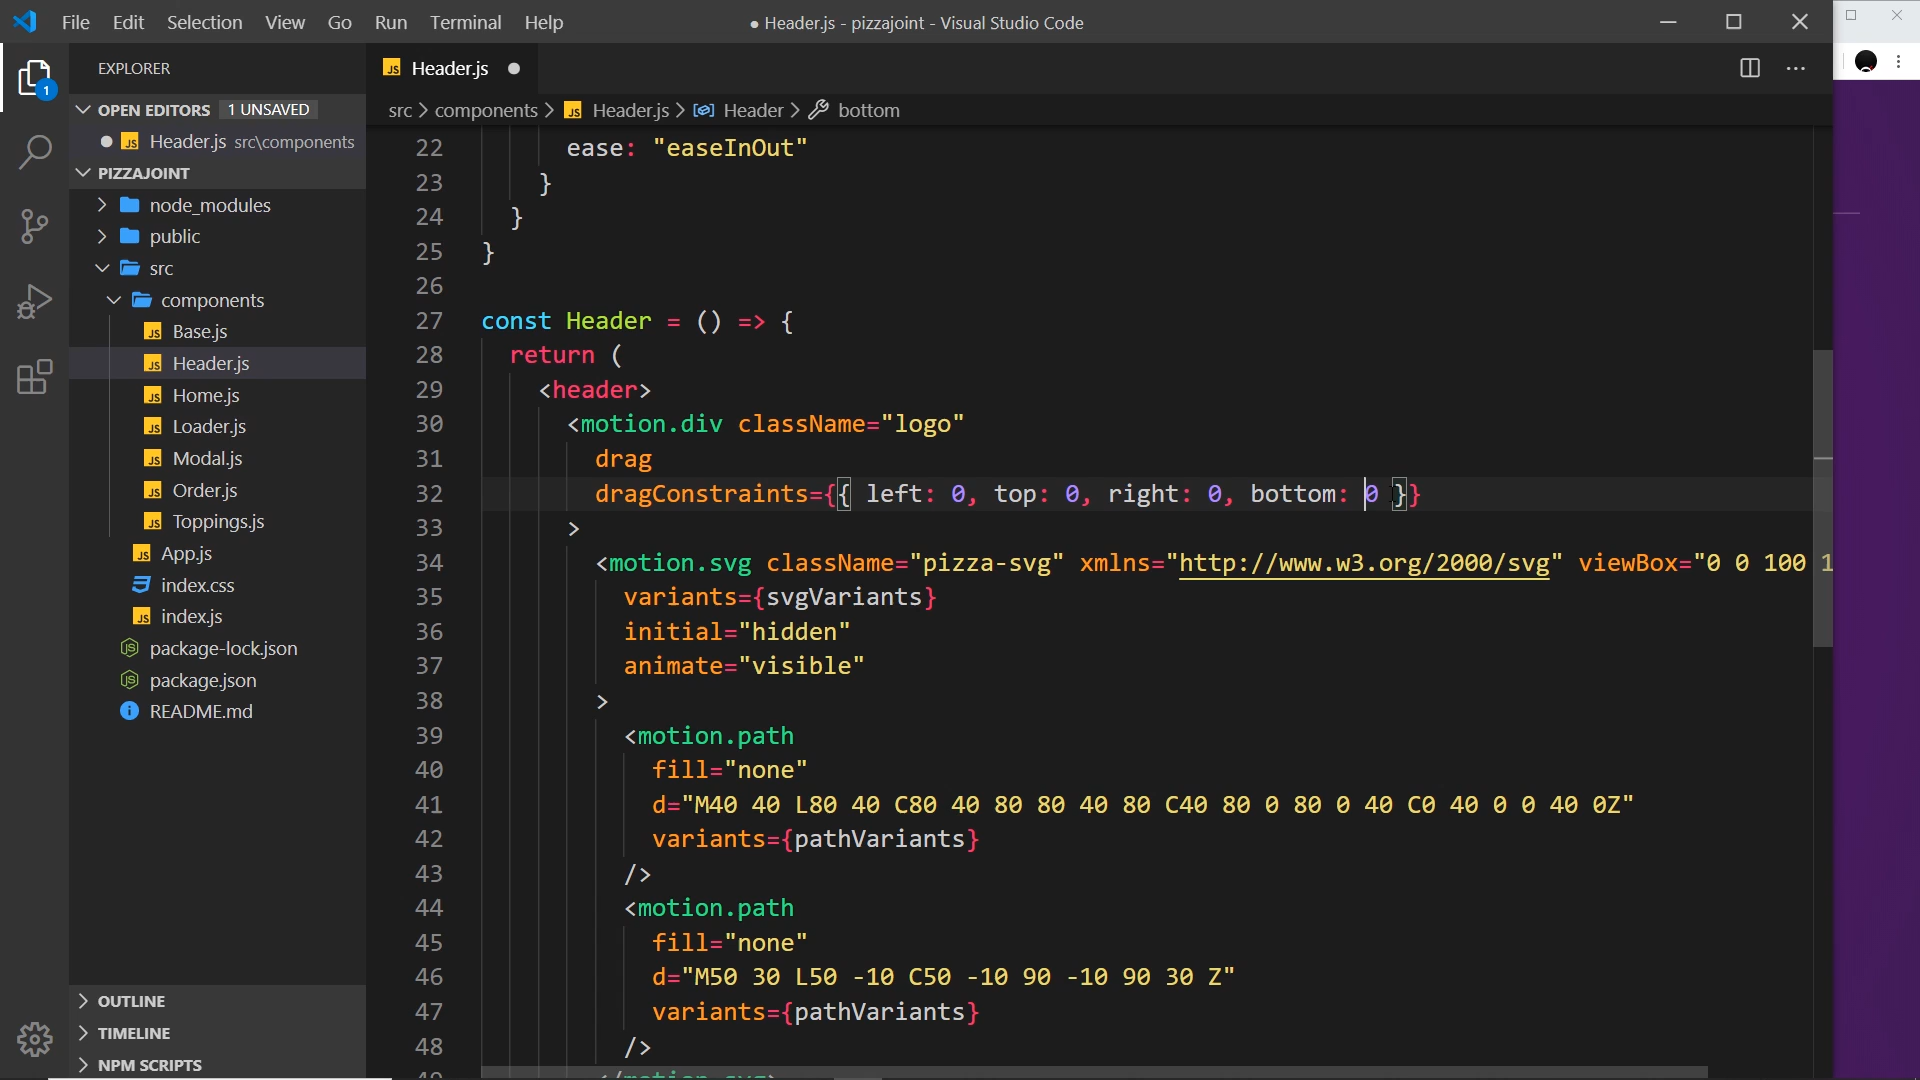 File Edit Selection View Go Run Terminal Help
● Header.js - pizzajoint - Visual Studio Code
EXPLORER
1
OPEN EDITORS 1 UNSAVED
Header.js src\components
PIZZAJOINT
node_modules
public
src
components
Base.js
Header.js
Home.js
Loader.js
Modal.js
Order.js
Toppings.js
App.js
index.css
index.js
package-lock.json
package.json
README.md
OUTLINE
TIMELINE
NPM SCRIPTS
Header.js
src > components > Header.js > Header > bottom
22 ease: "easeInOut"
23 }
24 }
25 }
26
27 const Header = () => {
28 return (
29 <header>
30 <motion.div className="logo"
31 drag
32 dragConstraints={{ left: 0, top: 0, right: 0, bottom: 0 }}
33 >
34 <motion.svg className="pizza-svg" xmlns="http://www.w3.org/2000/svg" viewBox="0 0 100 1
35 variants={svgVariants}
36 initial="hidden"
37 animate="visible"
38 >
39 <motion.path
40 fill="none"
41 d="M40 40 L80 40 C80 40 80 80 40 80 C40 80 0 80 0 40 C0 40 0 0 40 0Z"
42 variants={pathVariants}
43 />
44 <motion.path
45 fill="none"
46 d="M50 30 L50 -10 C50 -10 90 -10 90 30 Z"
47 variants={pathVariants}
48 />